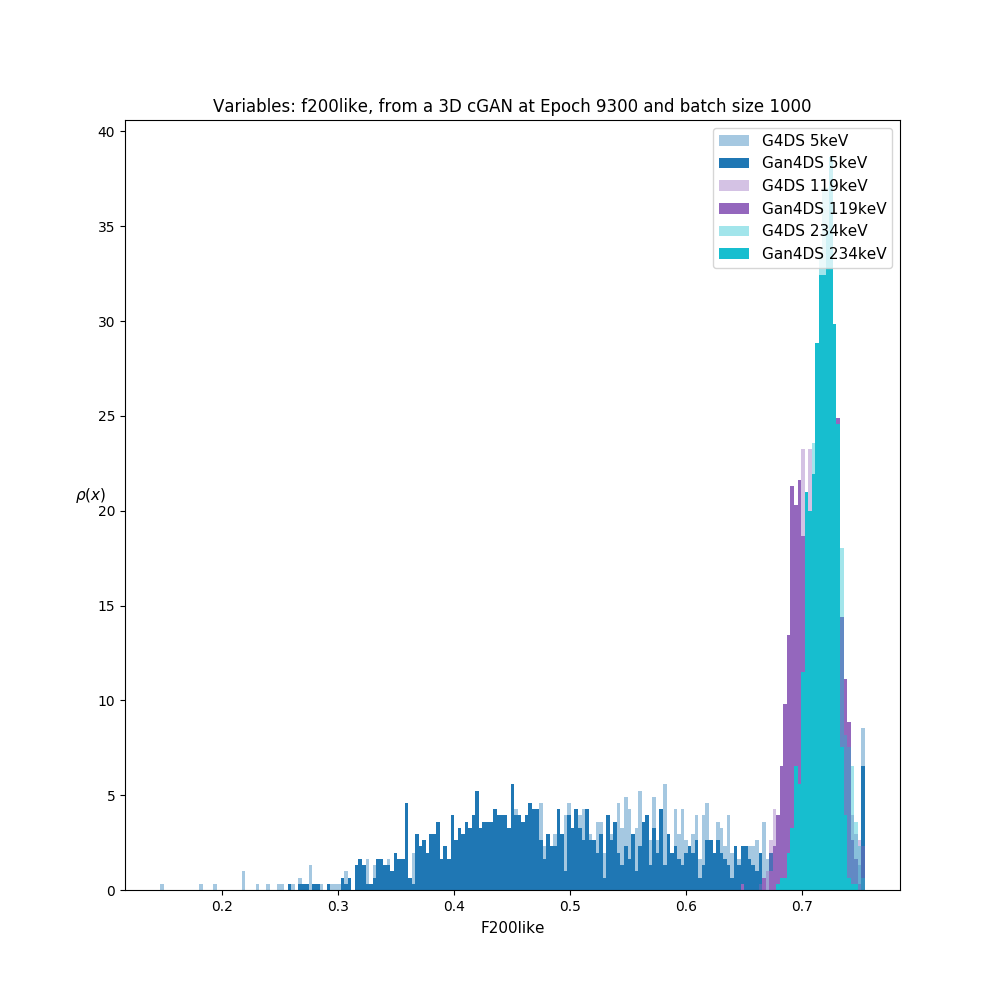 Variables: f200like, from a 3D cGAN at Epoch 9300 and batch size 1000
40
35
30
25
20
15
10
5
0
ρ(x)
G4DS 5keV
Gan4DS 5keV
G4DS 119keV
Gan4DS 119keV
G4DS 234keV
Gan4DS 234keV
0.2 0.3 0.4 0.5 0.6 0.7
F200like